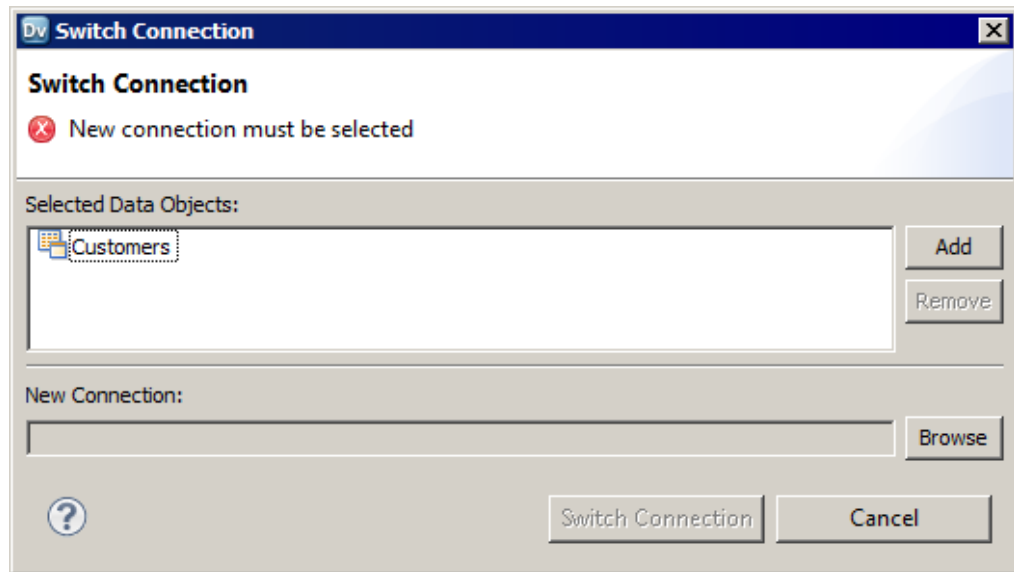 Dv Switch Connection
Switch Connection
New connection must be selected
Selected Data Objects:
Customers
Add
Remove
New Connection:
Browse
?
Switch Connection
Cancel